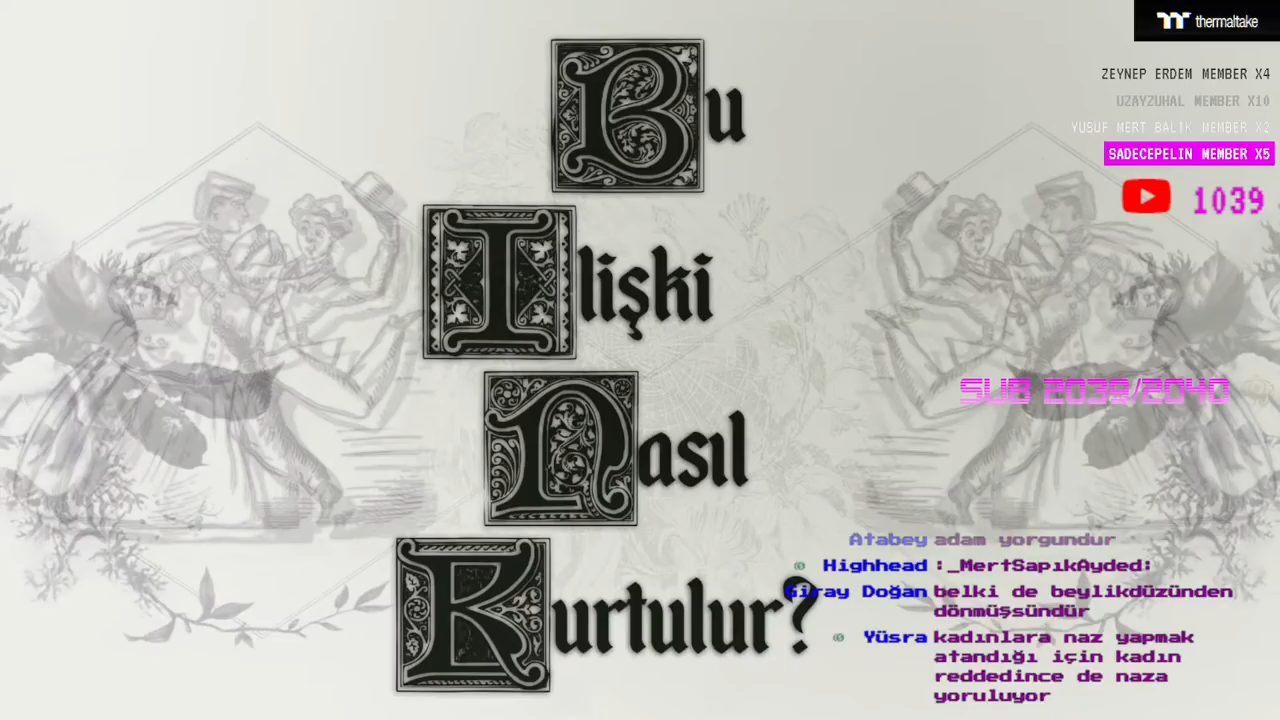 thermaltake
ZEYNEP ERDEM MEMBER X4
UZAYZUHAL MEMBER X10
YUSUF MERT BALIK MEMBER X2
SADECEPELIN MEMBER X5
1039
Bu
Ilişki
Nasıl
Kurtulur?
SUB 2039/2040
Atabey adam yorgundur
Highhead :_MertSapıkAyded:
Giray Doğan belki de beylikdüzünden
dönmüşsündür
Yüsra kadınlara naz yapmak
atandığı için kadın
reddedince de naza
yoruluyor